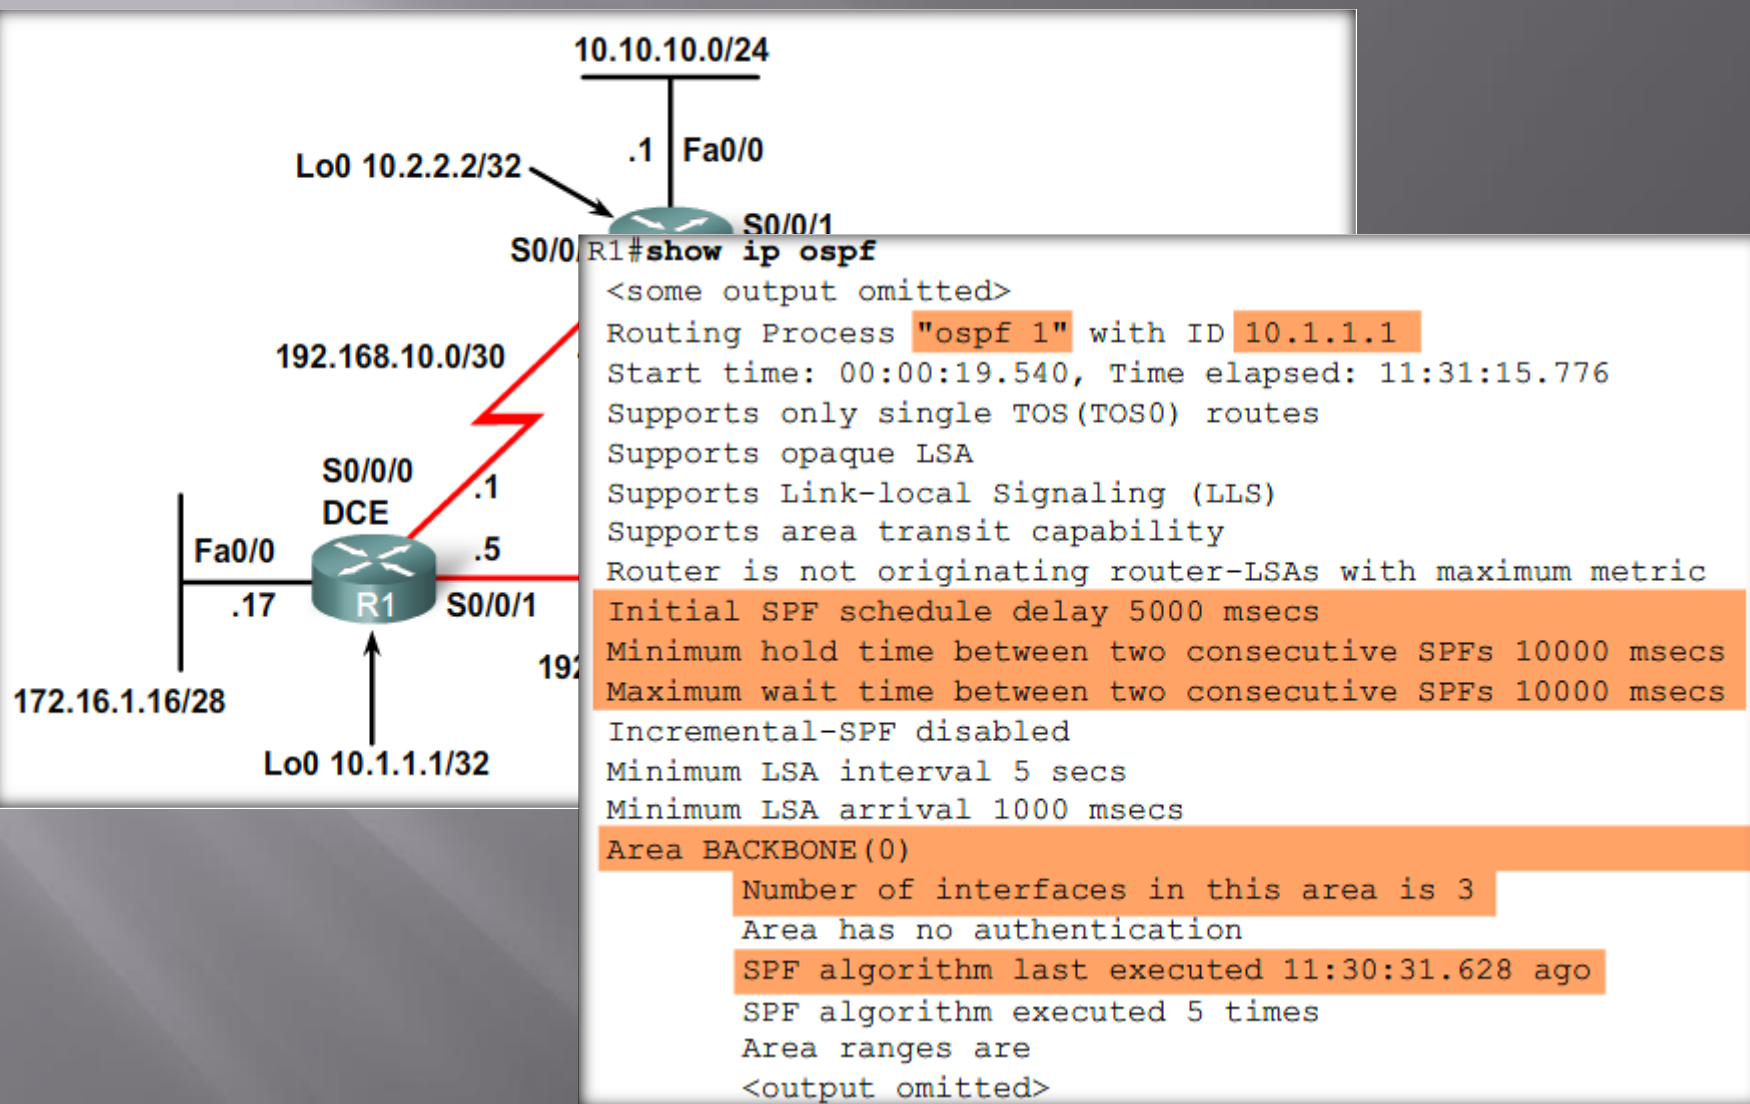 10.10.10.0/24
.1 Fa0/0
Lo0 10.2.2.2/32
S0/0/1
S0/0/
192.168.10.0/30
S0/0/0
DCE
.1
Fa0/0
.5
.17
R1
S0/0/1
172.16.1.16/28
Lo0 10.1.1.1/32
R1#show ip ospf
<some output omitted>
Routing Process "ospf 1" with ID 10.1.1.1
Start time: 00:00:19.540, Time elapsed: 11:31:15.776
Supports only single TOS(TOS0) routes
Supports opaque LSA
Supports Link-local Signaling (LLS)
Supports area transit capability
Router is not originating router-LSAs with maximum metric
Initial SPF schedule delay 5000 msecs
Minimum hold time between two consecutive SPFs 10000 msecs
Maximum wait time between two consecutive SPFs 10000 msecs
Incremental-SPF disabled
Minimum LSA interval 5 secs
Minimum LSA arrival 1000 msecs
Area BACKBONE(0)
Number of interfaces in this area is 3
Area has no authentication
SPF algorithm last executed 11:30:31.628 ago
SPF algorithm executed 5 times
Area ranges are
<output omitted>